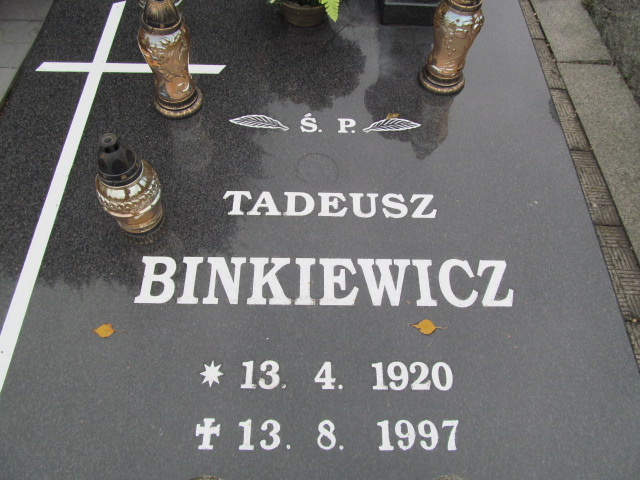 Ś. P.
TADEUSZ
BINKIEWICZ
* 13. 4. 1920
✝ 13. 8. 1997